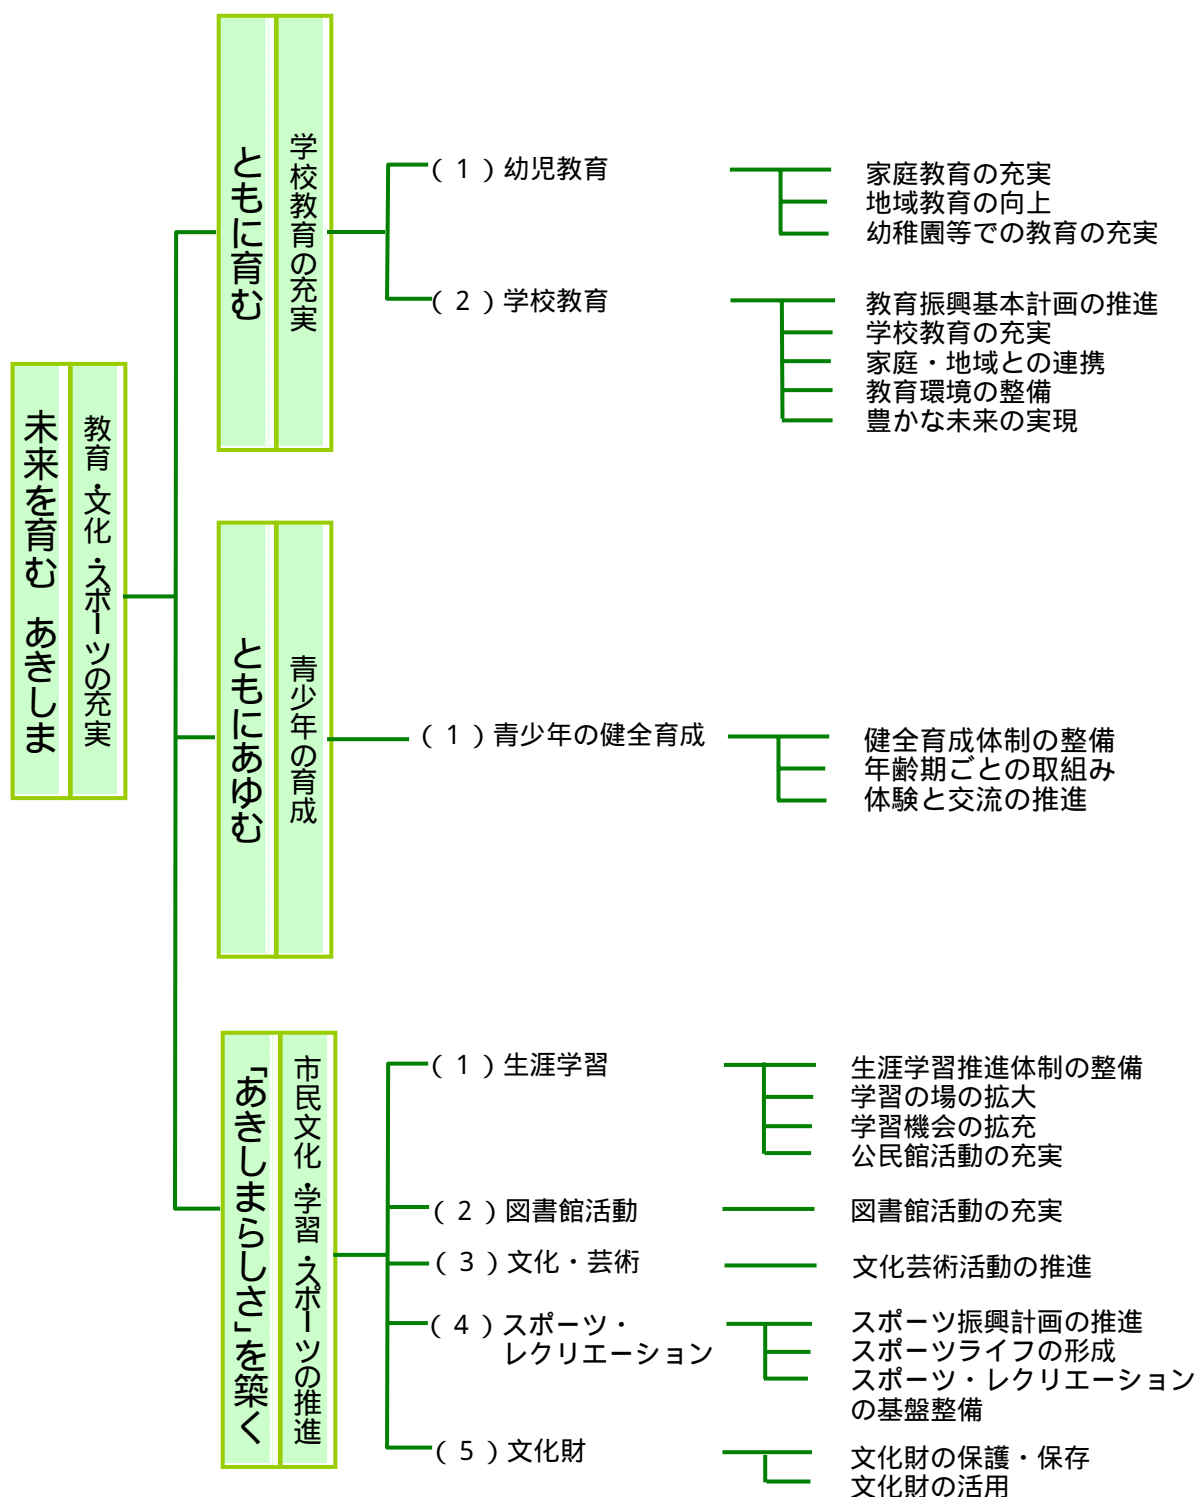 未来を育む　あきしま
教育・文化・スポーツの充実
ともに育む
学校教育の充実
(1)幼児教育
家庭教育の充実
地域教育の向上
幼稚園等での教育の充実
(2)学校教育
教育振興基本計画の推進
学校教育の充実
家庭・地域との連携
教育環境の整備
豊かな未来の実現
ともにあゆむ
青少年の育成
(1)青少年の健全育成
健全育成体制の整備
年齢期ごとの取組み
体験と交流の推進
「あきしまらしさ」を築く
市民文化・学習・スポーツの推進
(1)生涯学習
生涯学習推進体制の整備
学習の場の拡大
学習機会の拡充
公民館活動の充実
(2)図書館活動
図書館活動の充実
(3)文化・芸術
文化芸術活動の推進
(4)スポーツ・
レクリエーション
スポーツ振興計画の推進
スポーツライフの形成
スポーツ・レクリエーション
の基盤整備
(5)文化財
文化財の保護・保存
文化財の活用